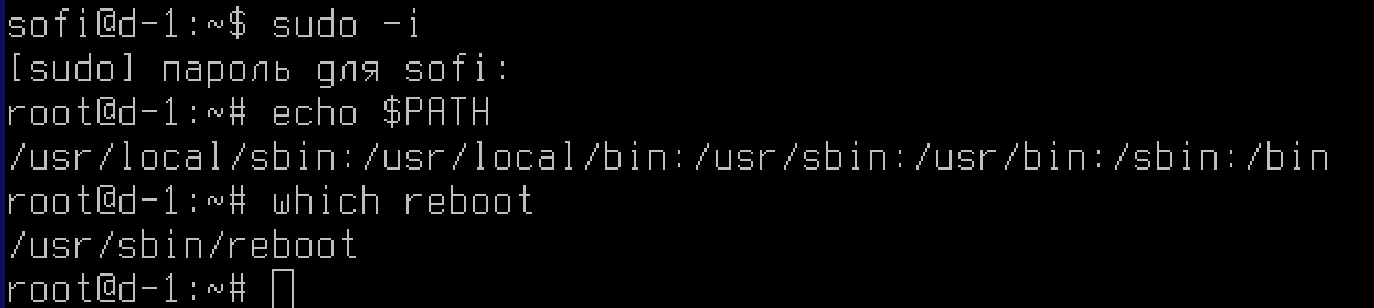 sofi@d-1:~$ sudo -i
[sudo] пароль для sofi:
root@d-1:~# echo $PATH
/usr/local/sbin:/usr/local/bin:/usr/sbin:/usr/bin:/sbin:/bin
root@d-1:~# which reboot
/usr/sbin/reboot
root@d-1:~#